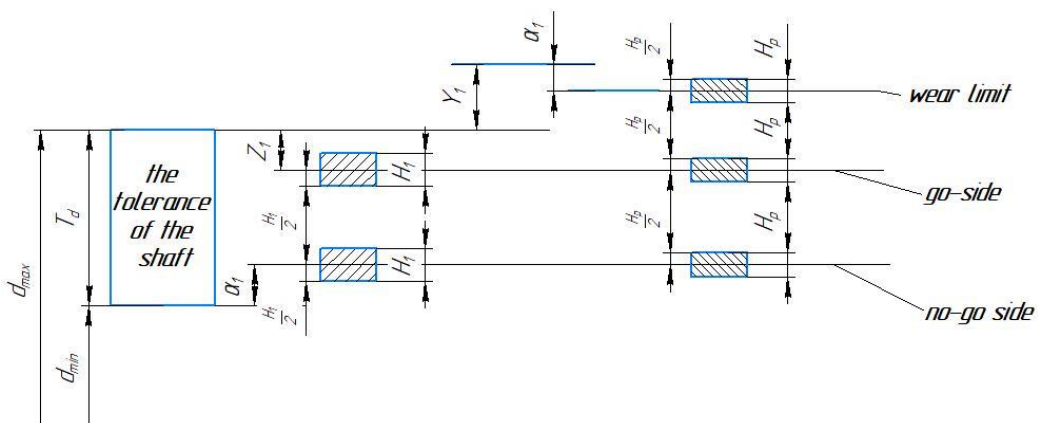 α₁
Hp/2
Hp
Y₁
wear limit
Z₁
Hp/2
Hp
the
tolerance
of the
shaft
H₁
go-side
Td
H₁/2
Hp/2
Hp
dmax
α₁
H₁
dmin
H₁/2
no-go side